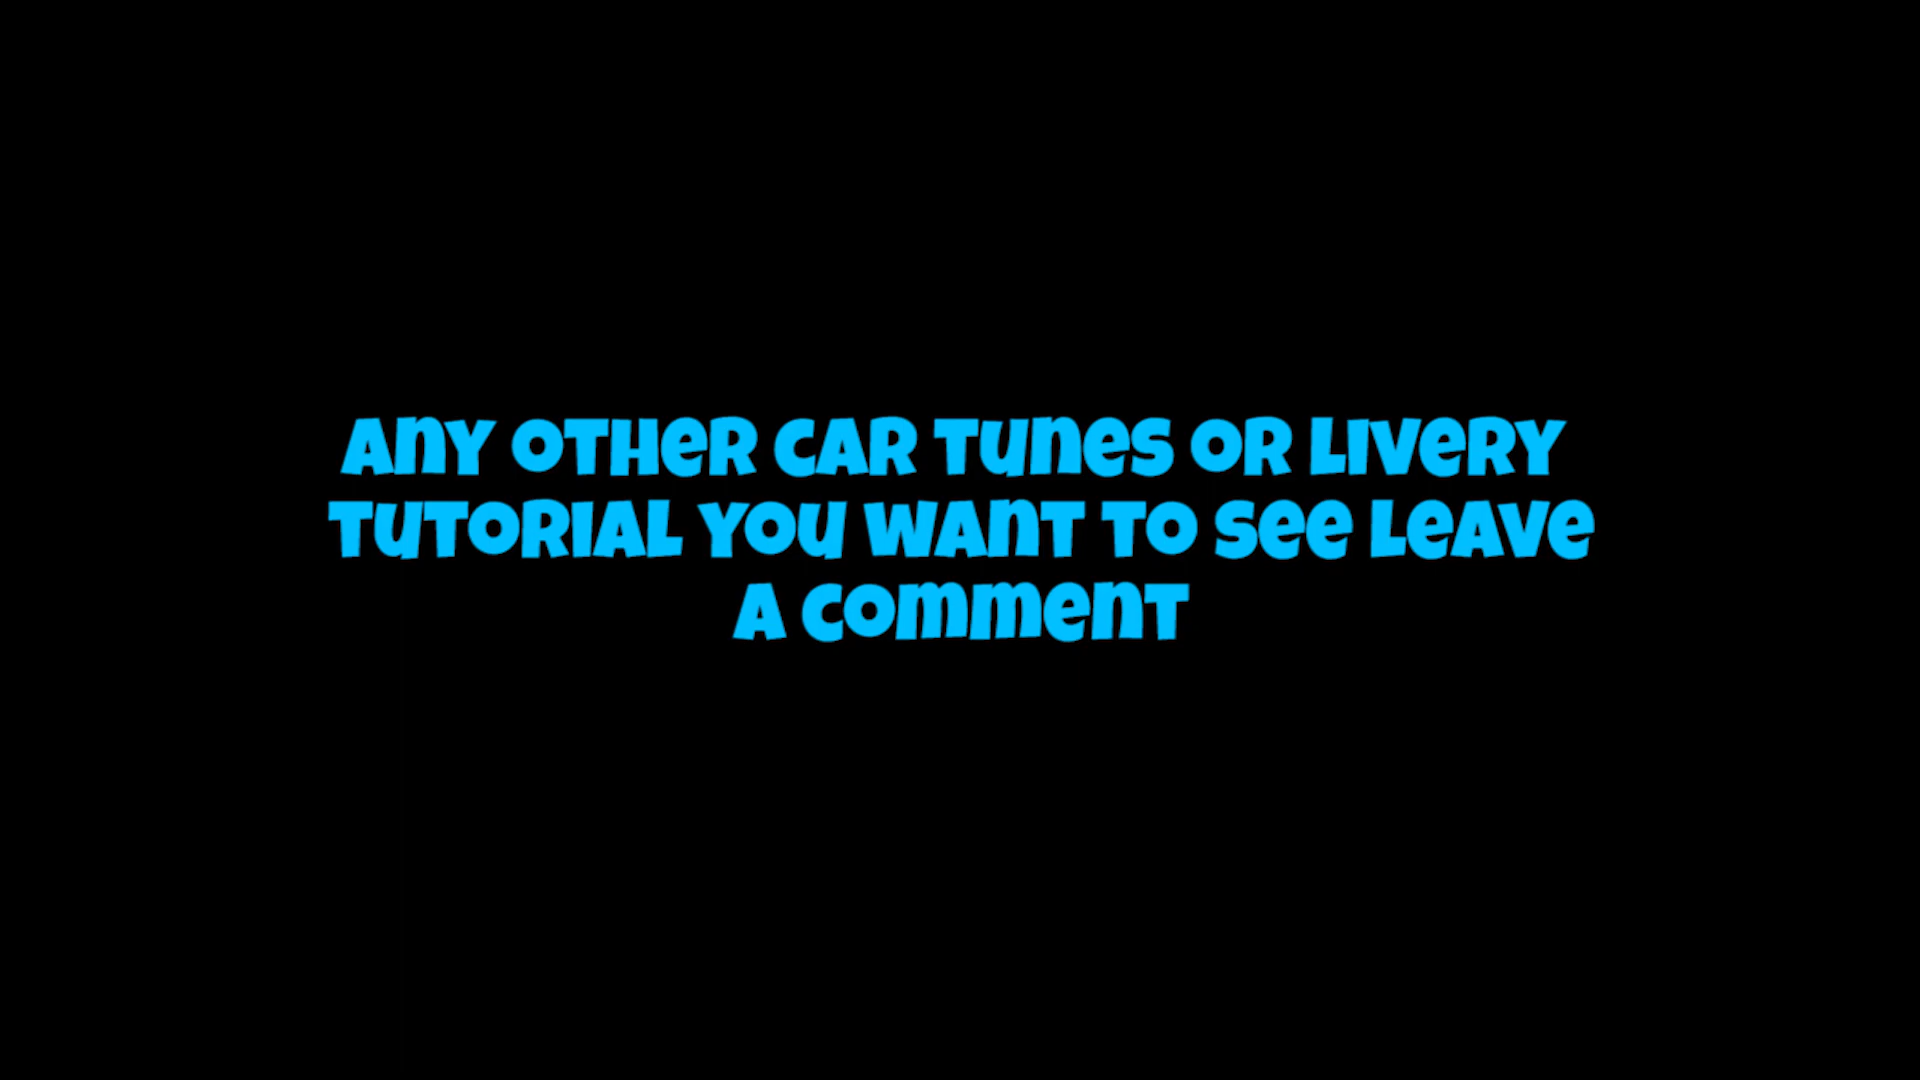 Any other car tunes or livery
tutorial you want to see leave
a comment